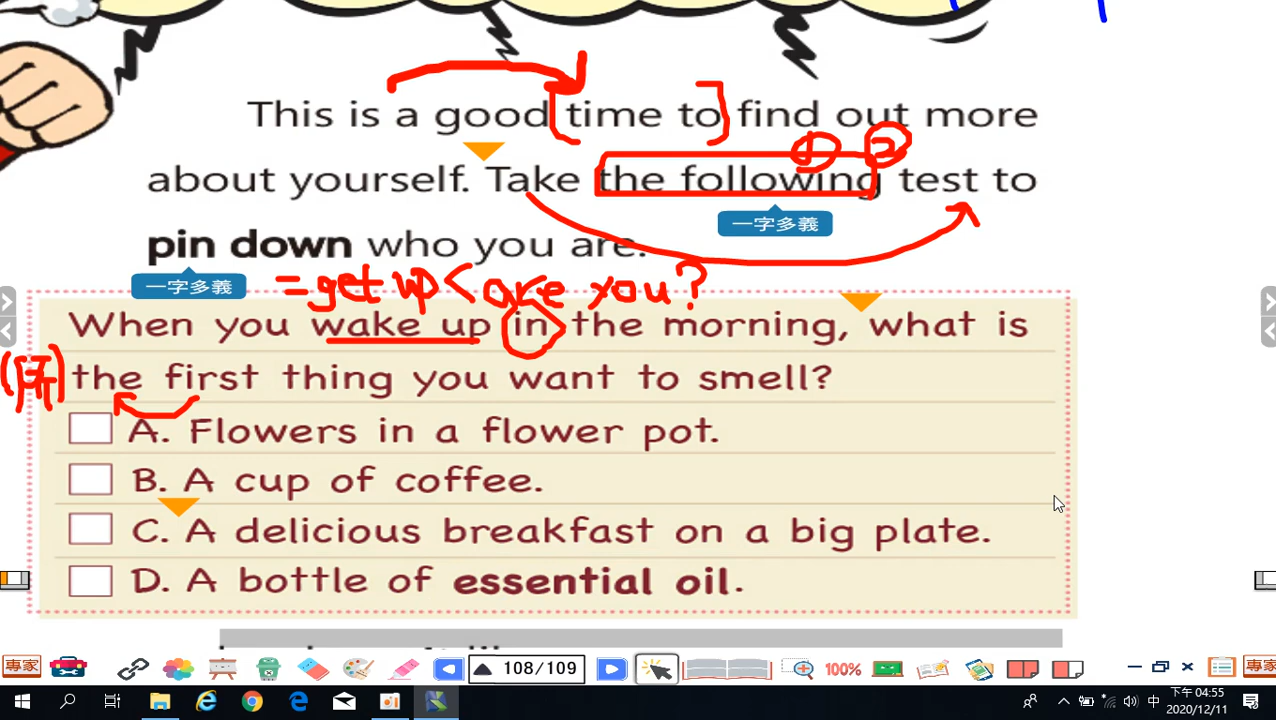 This is a good time to find out more
① ②
about yourself. Take the following test to
一字多義
pin down who you are.
一字多義
=get up < are you?
When you wake up in the morning, what is
the first thing you want to smell?
A. Flowers in a flower pot.
B. A cup of coffee.
C. A delicious breakfast on a big plate.
D. A bottle of essential oil.
專家
108/109
100%
專家
中
下午 04:55
2020/12/11